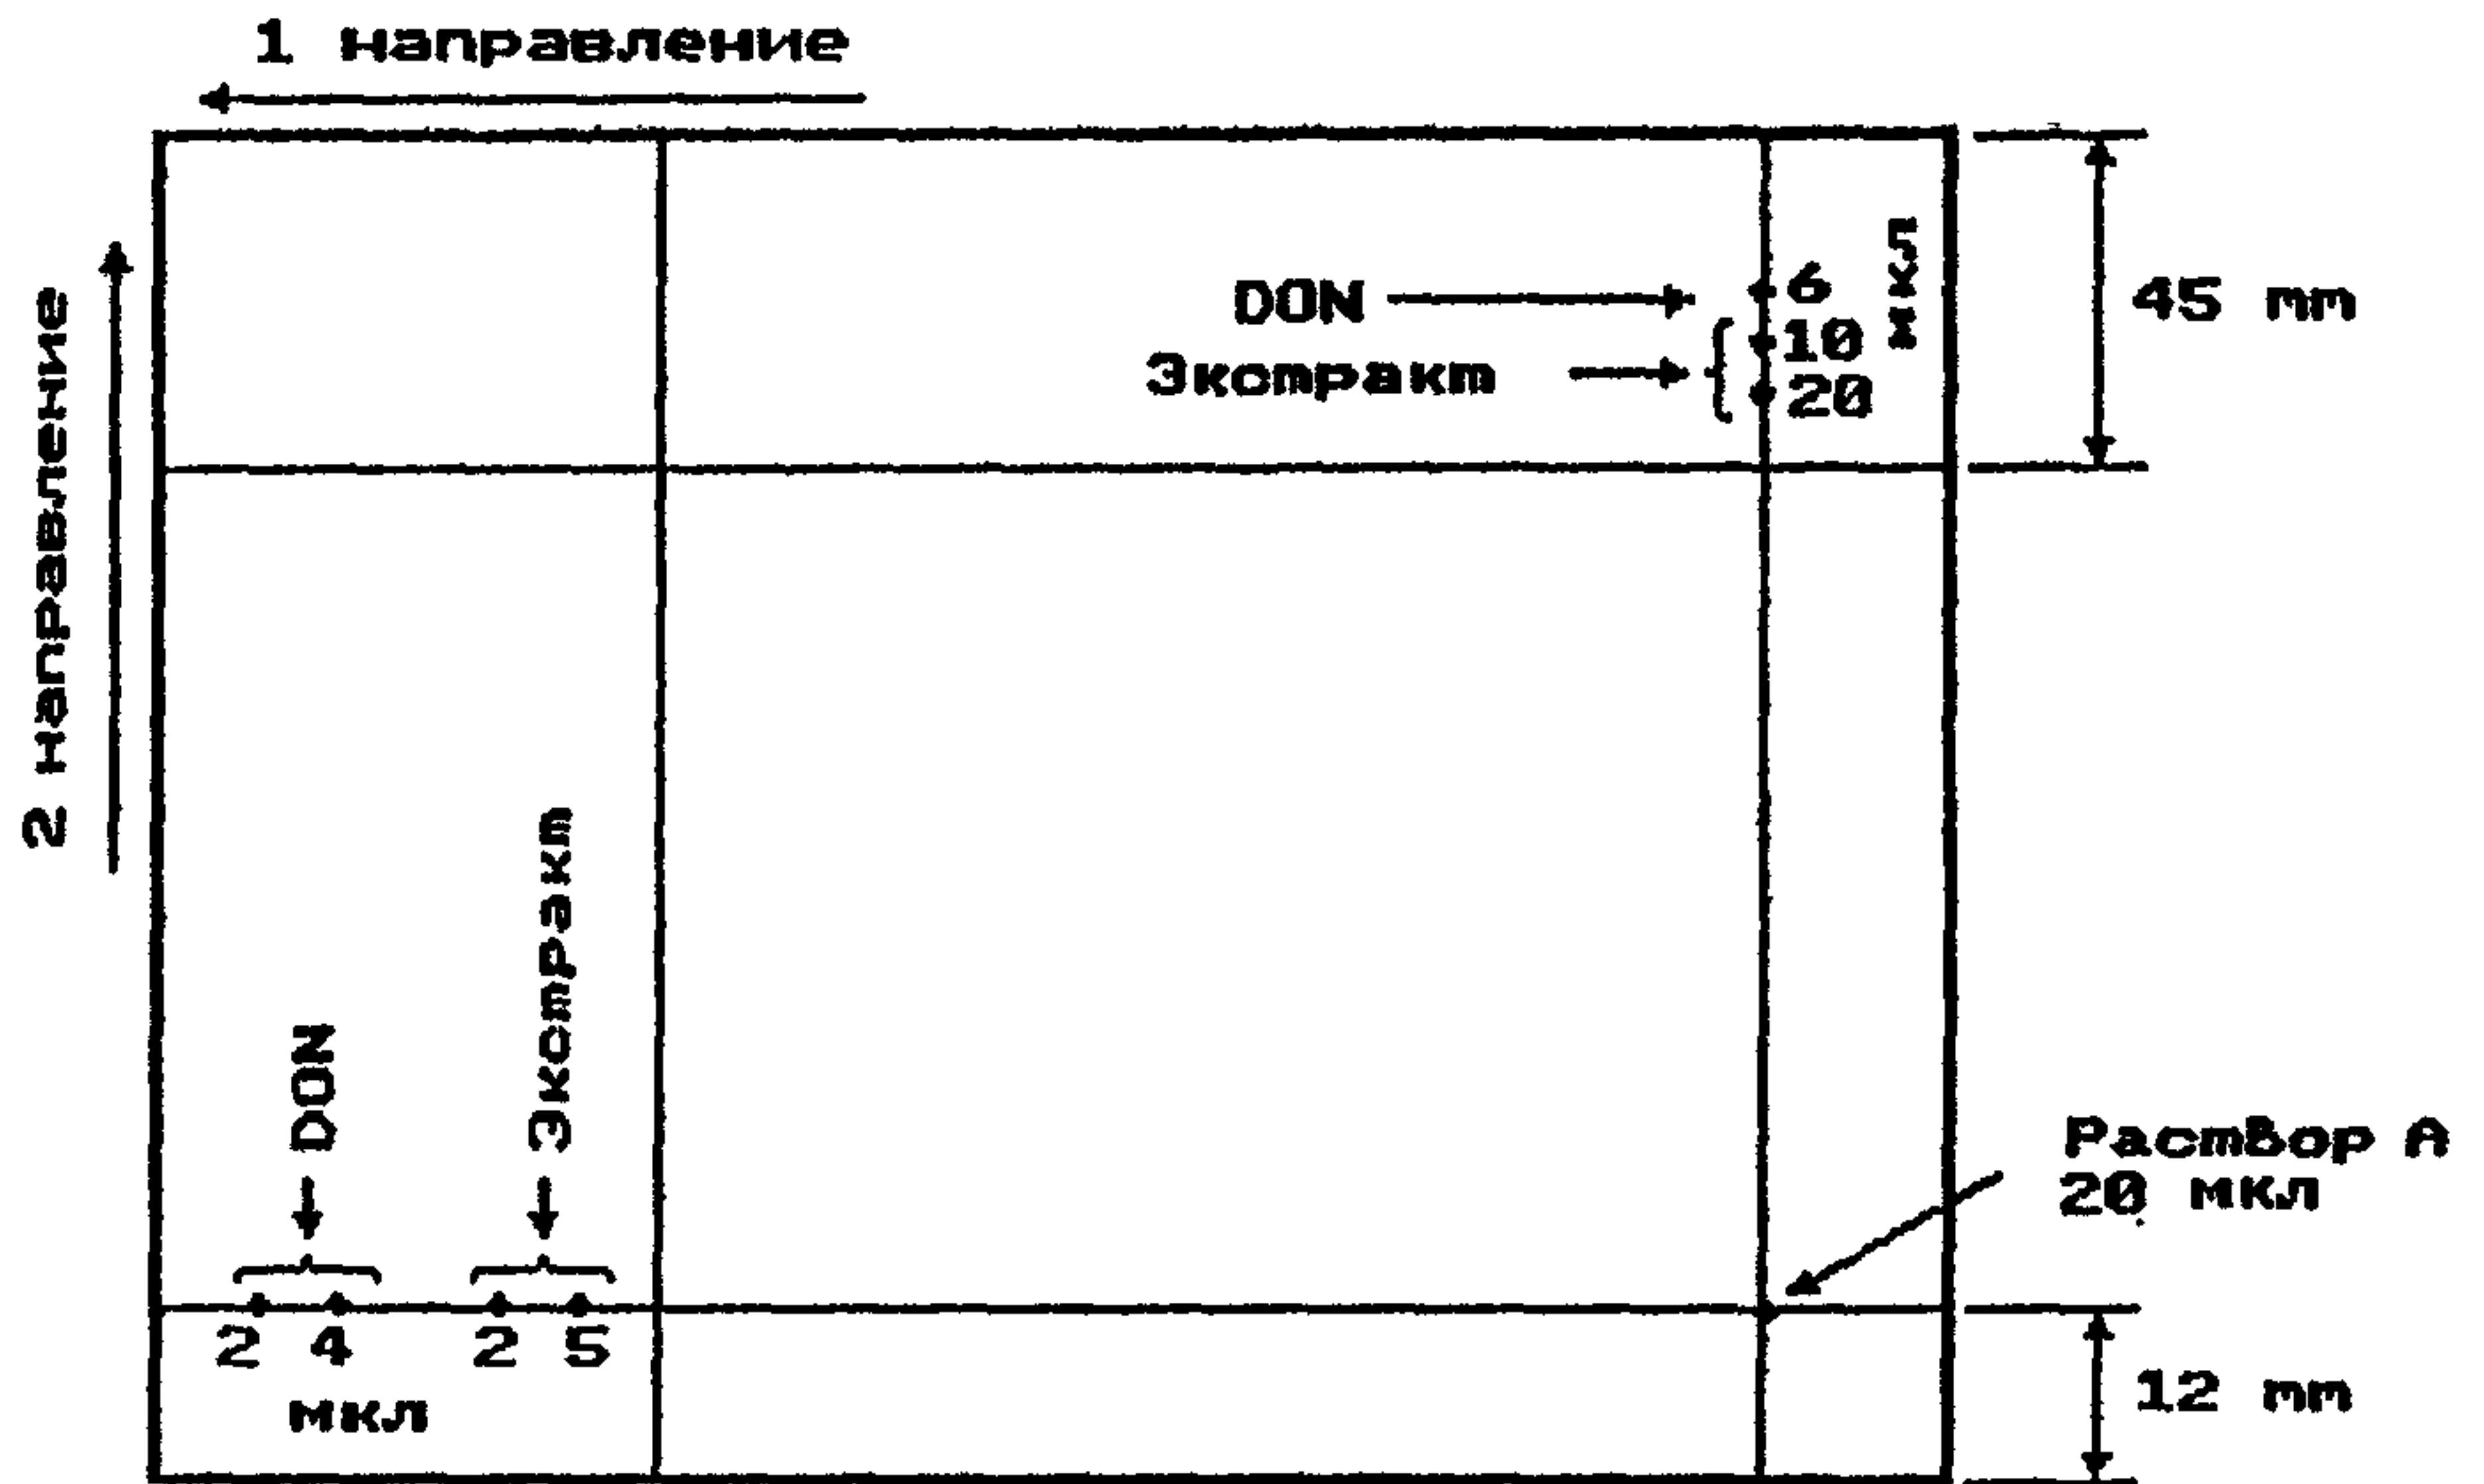 1 направление
2 направление
DON
Экстракт
6
10
20
мкл
45 mm
DON
Экстракт
2 4 2 5
мкл
Раствор А
20 мкл
12 mm